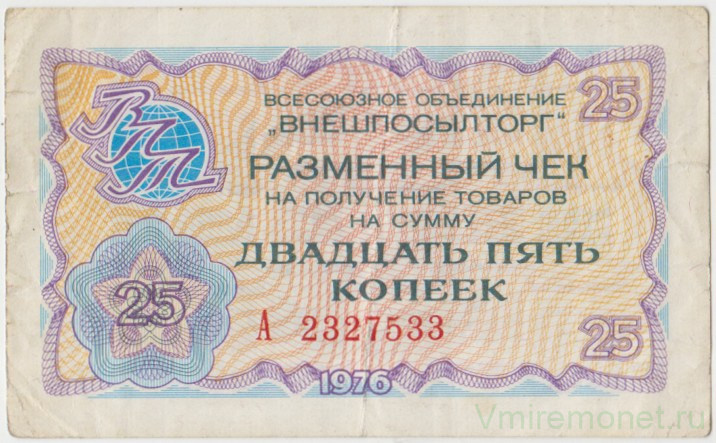 ВПТ
ВСЕСОЮЗНОЕ ОБЪЕДИНЕНИЕ
25
„ВНЕШПОСЫЛТОРГ“
РАЗМЕННЫЙ ЧЕК
НА ПОЛУЧЕНИЕ ТОВАРОВ
НА СУММУ
ДВАДЦАТЬ ПЯТЬ
КОПЕЕК
25
А 2327533
25
1976
Vmiremonet.ru